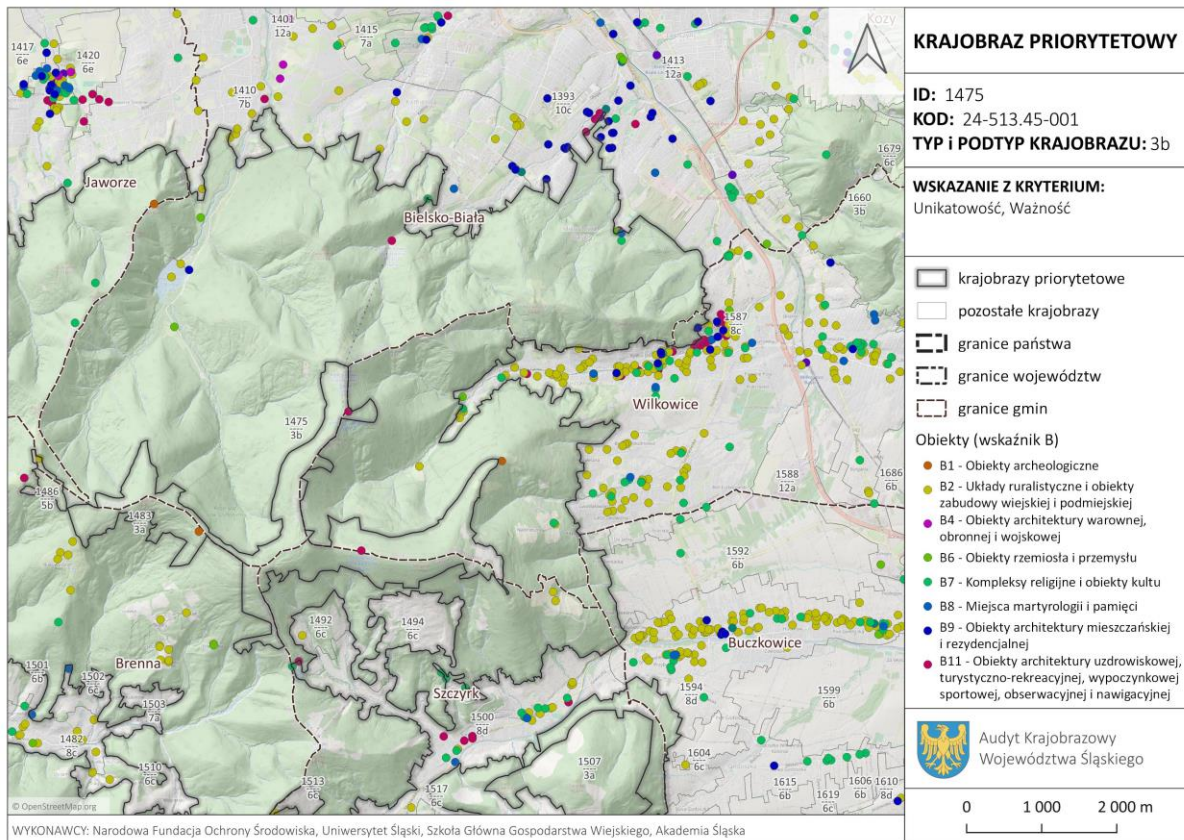 1417
6e
1420
6e
1401
12a
1415
7a
1413
12a
Kozy
1410
7b
1393
10c
1679
6c
1660
3b
Jaworze
Bielsko-Biała
1587
8c
Wilkowice
1475
3b
1588
12a
1686
6b
1486
5b
1483
3a
1592
6b
1492
6c
1494
6c
Buczkowice
1501
6b
1502
6c
Brenna
Szczyrk
1503
7a
1594
8d
1599
6b
1500
8d
1482
8c
1510
6c
1507
3a
1604
6c
1513
6c
1517
6c
1615
6b
1619
6c
1606
6b
1610
8d
© OpenStreetMap.org
WYKONAWCY: Narodowa Fundacja Ochrony Środowiska, Uniwersytet Śląski, Szkoła Główna Gospodarstwa Wiejskiego, Akademia Śląska
KRAJOBRAZ PRIORYTETOWY
ID: 1475
KOD: 24-513.45-001
TYP i PODTYP KRAJOBRAZU: 3b
WSKAZANIE Z KRYTERIUM:
Unikatowość, Ważność
krajobrazy priorytetowe
pozostałe krajobrazy
granice państwa
granice województw
granice gmin
Obiekty (wskaźnik B)
B1 - Obiekty archeologiczne
B2 - Układy ruralistyczne i obiekty
zabudowy wiejskiej i podmiejskiej
B4 - Obiekty architektury warownej,
obronnej i wojskowej
B6 - Obiekty rzemiosła i przemysłu
B7 - Kompleksy religijne i obiekty kultu
B8 - Miejsca martyrologii i pamięci
B9 - Obiekty architektury mieszczańskiej
i rezydencjalnej
B11 - Obiekty architektury uzdrowiskowej,
turystyczno-rekreacyjnej, wypoczynkowej
sportowej, obserwacyjnej i nawigacyjnej
Audyt Krajobrazowy
Województwa Śląskiego
0 1 000 2 000 m